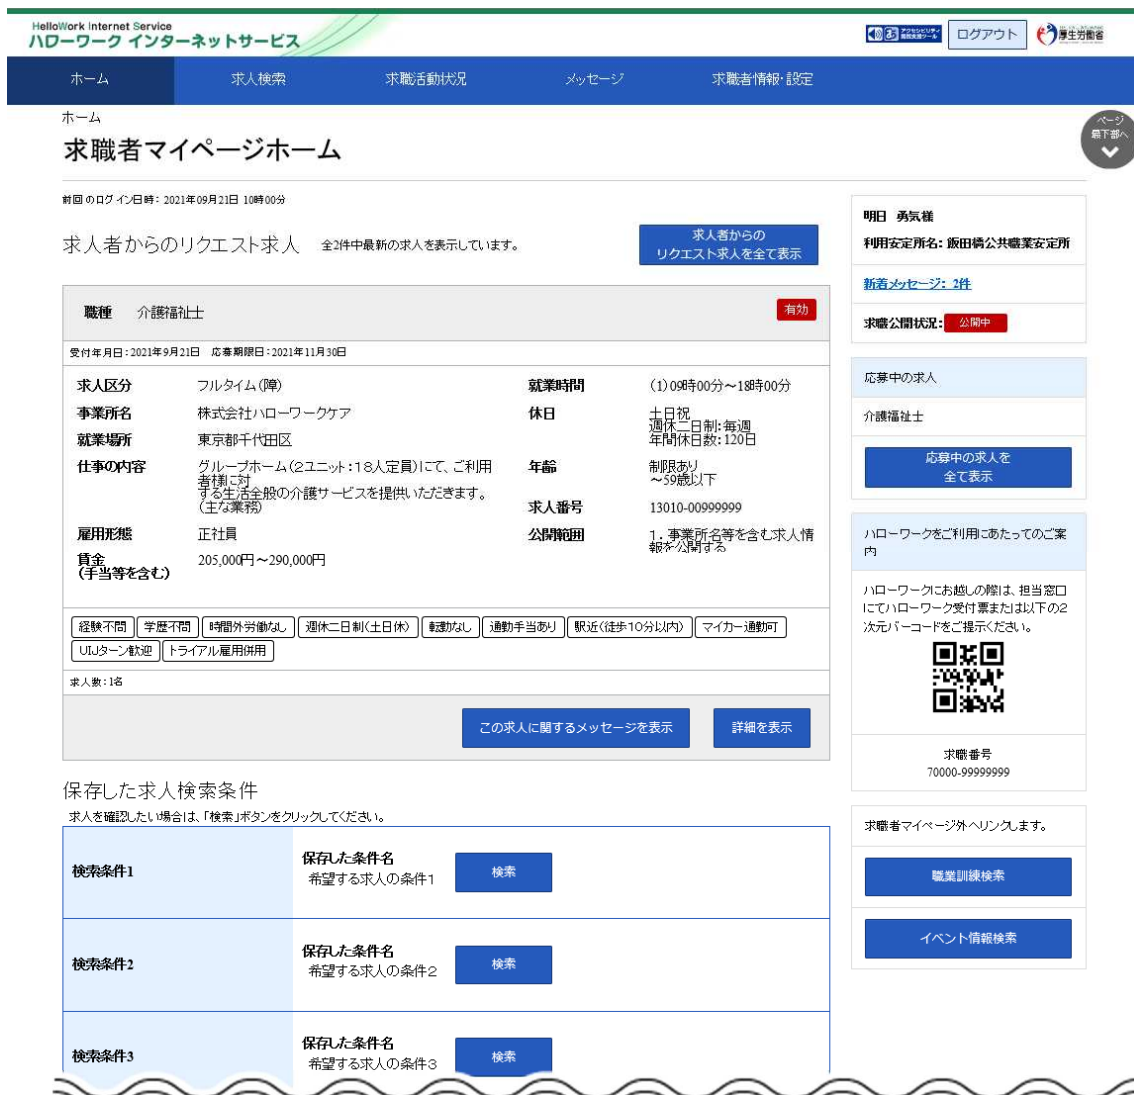 HelloWork Internet Service
ハローワーク インターネットサービス
ログアウト
厚生労働省
ホーム 求人検索 求職活動状況 メッセージ 求職者情報・設定
ホーム
ページ
最下部へ
求職者マイページホーム
前回のログイン日時：2021年09月21日 10時00分
求人者からのリクエスト求人 全2件中最新の求人を表示しています。
求人者からの
リクエスト求人を全て表示
職種 介護福祉士
有効
受付年月日：2021年9月21日 応募期限日：2021年11月30日
求人区分 フルタイム（障）
事業所名 株式会社ハローワークケア
就業場所 東京都千代田区
仕事の内容 グループホーム（2ユニット：18人定員）にて、ご利用
者様に対
する生活全般の介護サービスを提供いただきます。
（主な業務）
雇用形態 正社員
賃金
（手当等を含む）
205,000円～290,000円
就業時間 （1）09時00分～18時00分
休日 土日祝
週休二日制：毎週
年間休日数：120日
年齢 制限あり
～59歳以下
求人番号 13010-00999999
公開範囲 1．事業所名等を含む求人情
報を公開する
経験不問 学歴不問 時間外労働なし 週休二日制（土日休） 転勤なし 通勤手当あり 駅近（徒歩10分以内） マイカー通勤可
UIJターン歓迎 トライアル雇用併用
求人数：1名
この求人に関するメッセージを表示 詳細を表示
保存した求人検索条件
求人を確認したい場合は、「検索」ボタンをクリックしてください。
検索条件1
保存した条件名
希望する求人の条件1
検索
検索条件2
保存した条件名
希望する求人の条件2
検索
検索条件3
保存した条件名
希望する求人の条件3
検索
明日 勇気様
利用安定所名：飯田橋公共職業安定所
新着メッセージ：2件
求職公開状況： 公開中
応募中の求人
介護福祉士
応募中の求人を
全て表示
ハローワークをご利用にあたってのご案
内
ハローワークにお越しの際は、担当窓口
にてハローワーク受付票または以下の2
次元バーコードをご提示ください。
求職番号
70000-99999999
求職者マイページ外へリンクします。
職業訓練検索
イベント情報検索